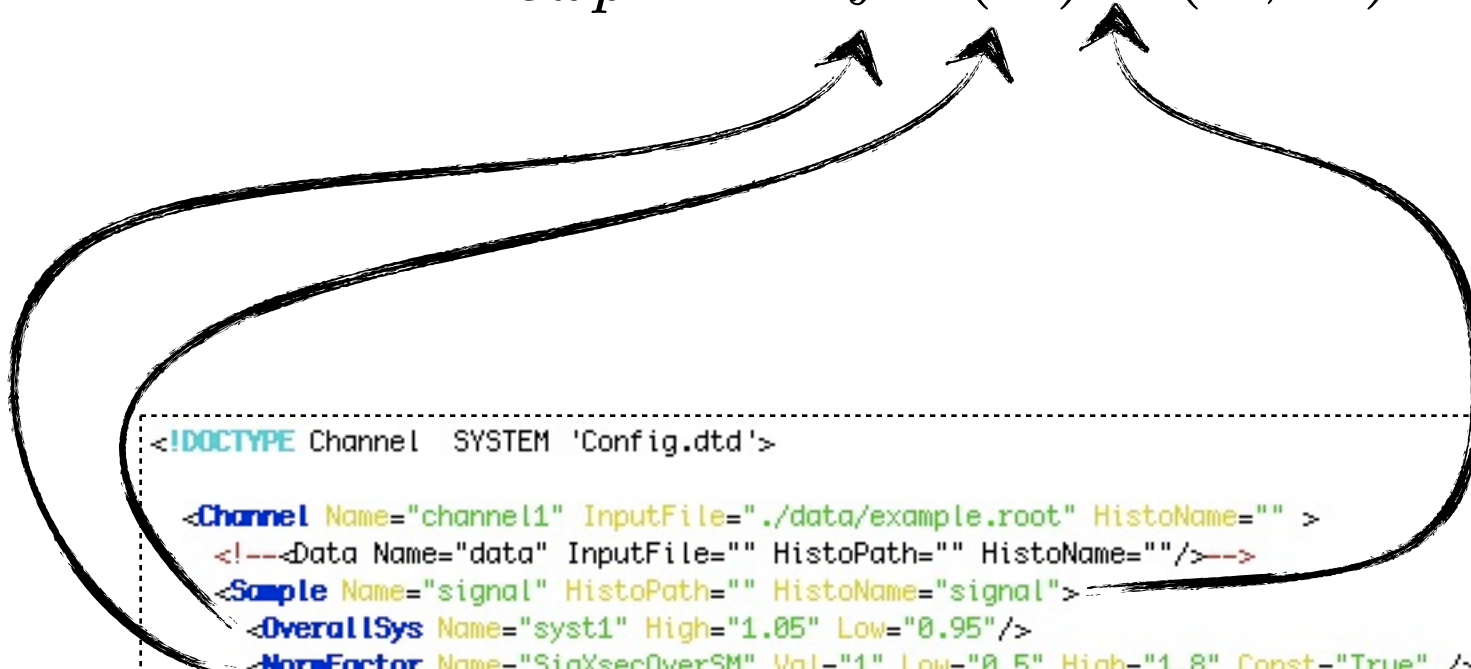 <!DOCTYPE Channel SYSTEM 'Config.dtd'>
<Channel Name="channel1" InputFile="./data/example.root" HistoName="" >
<!--<Data Name="data" InputFile="" HistoPath="" HistoName=""/>-->
<Sample Name="signal" HistoPath="" HistoName="signal">
<OverallSys Name="syst1" High="1.05" Low="0.95"/>
<NormFactor Name="SigXsecOverSM" Val="1" Low="0.5" High="1.8" Const="True" />